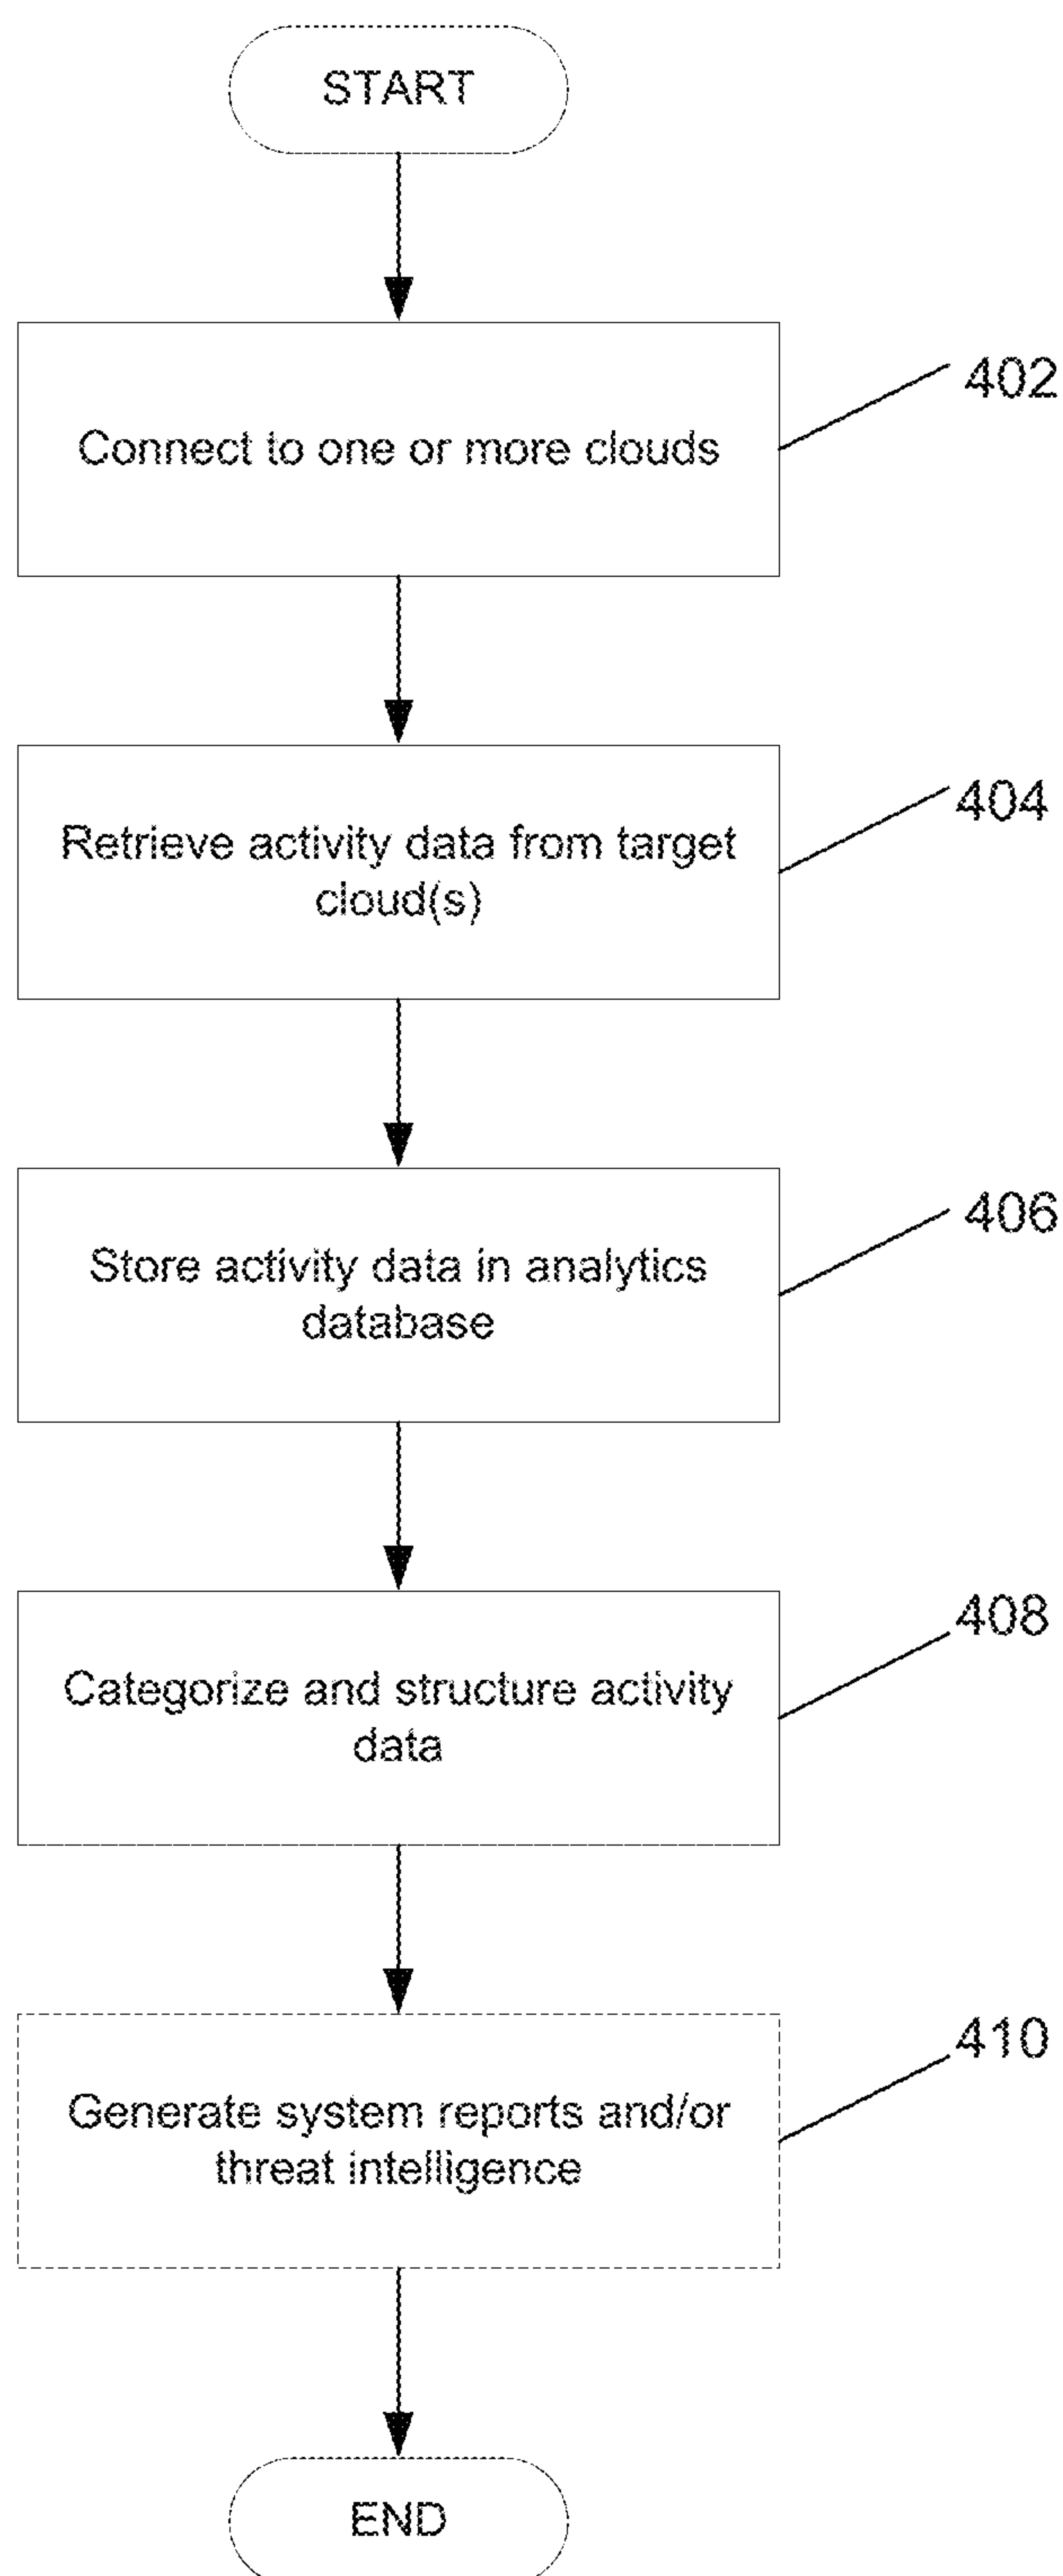 START
Connect to one or more clouds
402
Retrieve activity data from target
cloud(s)
404
Store activity data in analytics
database
406
Categorize and structure activity
data
408
Generate system reports and/or
threat intelligence
410
END